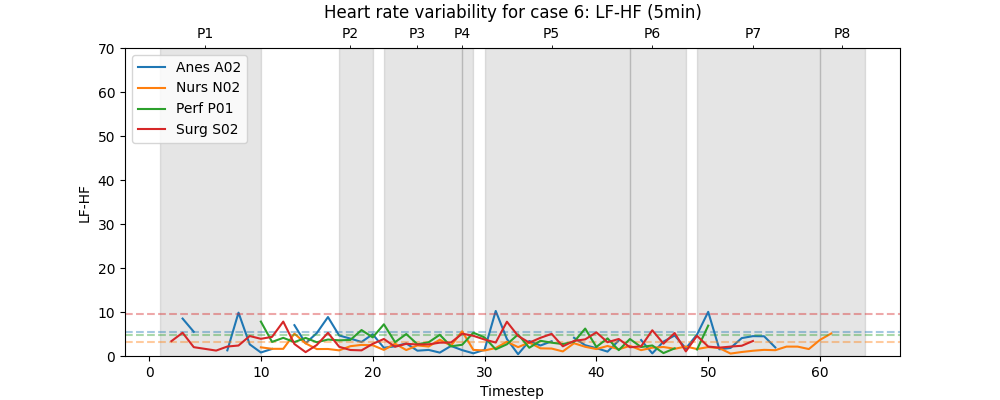 Heart rate variability for case 6: LF-HF (5min)
P1 P2 P3 P4 P5 P6 P7 P8
70
60
50
40
30
20
10
0
LF-HF
Anes A02
Nurs N02
Perf P01
Surg S02
0 10 20 30 40 50 60
Timestep